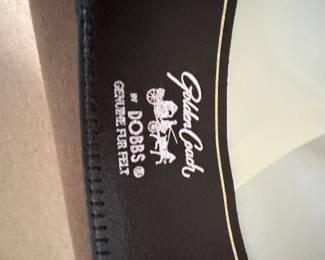 Golden Coach
BY
DOBBS ®
GENUINE FUR FELT